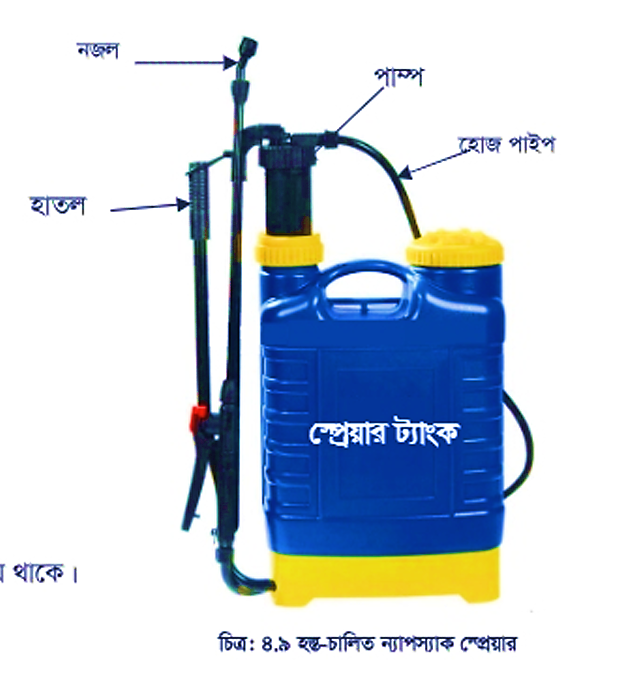 নজল
পাম্প
হোজ পাইপ
হাতল
স্প্রেয়ার ট্যাংক
থাকে।
চিত্র: ৪.৯ হস্ত-চালিত ন্যাপস্যাক স্প্রেয়ার